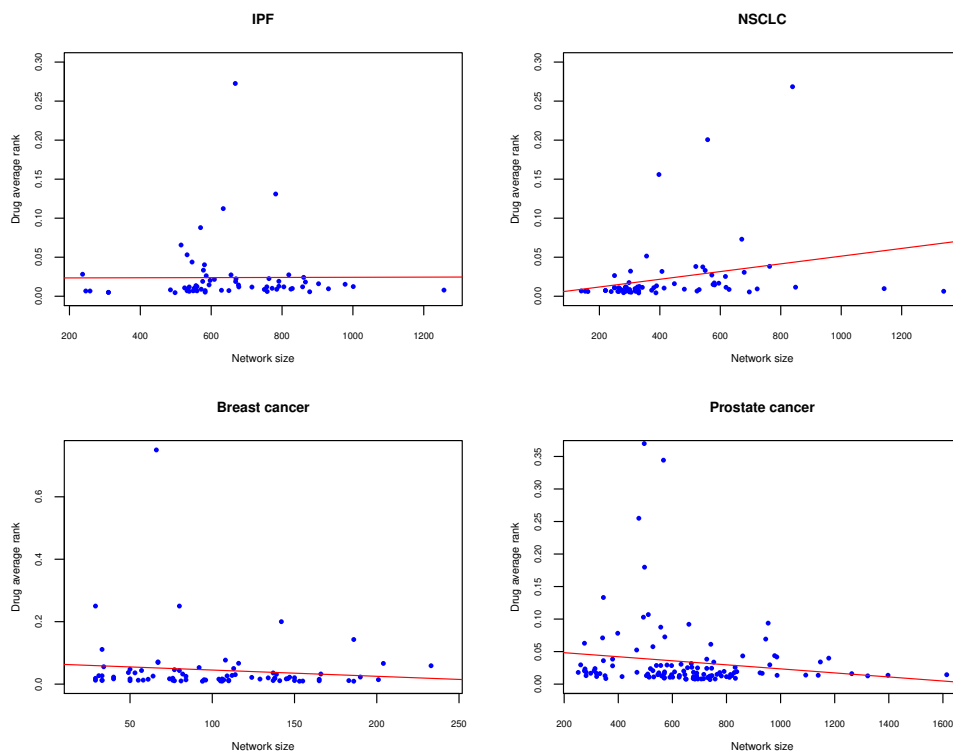 IPF
0.00 0.05 0.10 0.15 0.20 0.25 0.30
Drug average rank
200 400 600 800 1000 1200
Network size
NSCLC
0.00 0.05 0.10 0.15 0.20 0.25 0.30
Drug average rank
200 400 600 800 1000 1200
Network size
Breast cancer
0.0 0.2 0.4 0.6
Drug average rank
50 100 150 200 250
Network size
Prostate cancer
0.00 0.05 0.10 0.15 0.20 0.25 0.30 0.35
Drug average rank
200 400 600 800 1000 1200 1400 1600
Network size